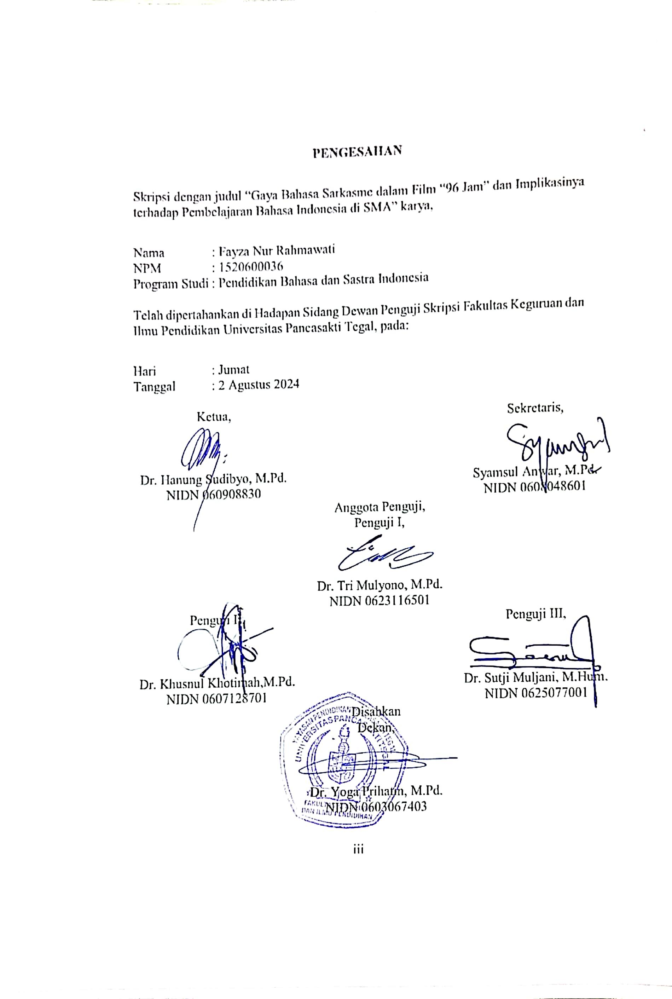 PENGESAHAN
Skripsi dengan judul “Gaya Bahasa Sarkasme dalam Film “96 Jam” dan Implikasinya
terhadap Pembelajaran Bahasa Indonesia di SMA” karya,
Nama : Fayza Nur Rahmawati
NPM : 1520600036
Program Studi : Pendidikan Bahasa dan Sastra Indonesia
Telah dipertahankan di Hadapan Sidang Dewan Penguji Skripsi Fakultas Keguruan dan
Ilmu Pendidikan Universitas Pancasakti Tegal, pada:
Hari : Jumat
Tanggal : 2 Agustus 2024
Ketua,
Dr. Hanung Sudibyo, M.Pd.
NIDN 060908830
Sekretaris,
Syamsul Anwar, M.Pd.
NIDN 0608048601
Anggota Penguji,
Penguji I,
Dr. Tri Mulyono, M.Pd.
NIDN 0623116501
Penguji II,
Dr. Khusnul Khotimah,M.Pd.
NIDN 0607128701
Penguji III,
Dr. Sutji Muljani, M.Hum.
NIDN 0625077001
Disahkan
Dekan,
Dr. Yoga Prihatin, M.Pd.
NIDN 0603067403
YAYASAN PENDIDIKAN
UNIVERSITAS PANCASAKTI TEGAL
DAN ILMU PENDIDIKAN
iii